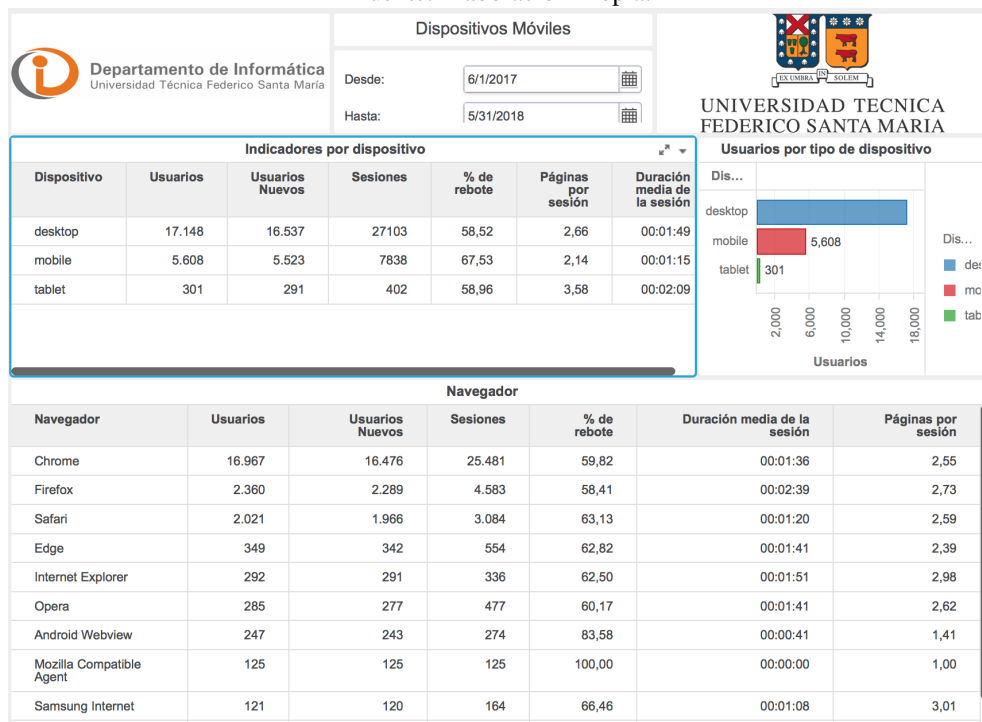 Dispositivos Móviles
Departamento de Informática
Universidad Técnica Federico Santa María
Desde: 6/1/2017
Hasta: 5/31/2018
EX UMBRA IN SOLEM
UNIVERSIDAD TECNICA
FEDERICO SANTA MARIA
Indicadores por dispositivo
Dispositivo Usuarios Usuarios Nuevos Sesiones % de rebote Páginas por sesión Duración media de la sesión
desktop 17.148 16.537 27103 58,52 2,66 00:01:49
mobile 5.608 5.523 7838 67,53 2,14 00:01:15
tablet 301 291 402 58,96 3,58 00:02:09
Usuarios por tipo de dispositivo
Dis...
desktop
mobile 5,608
tablet 301
2,000 6,000 10,000 14,000 18,000
Usuarios
Dis...
des
mo
tab
Navegador
Navegador Usuarios Usuarios Nuevos Sesiones % de rebote Duración media de la sesión Páginas por sesión
Chrome 16.967 16.476 25.481 59,82 00:01:36 2,55
Firefox 2.360 2.289 4.583 58,41 00:02:39 2,73
Safari 2.021 1.966 3.084 63,13 00:01:20 2,59
Edge 349 342 554 62,82 00:01:41 2,39
Internet Explorer 292 291 336 62,50 00:01:51 2,98
Opera 285 277 477 60,17 00:01:41 2,62
Android Webview 247 243 274 83,58 00:00:41 1,41
Mozilla Compatible Agent 125 125 125 100,00 00:00:00 1,00
Samsung Internet 121 120 164 66,46 00:01:08 3,01